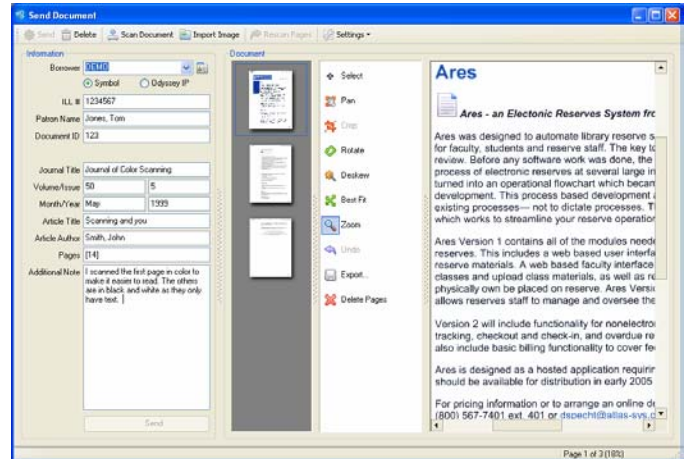 Send Document
Send Delete Scan Document Import Image Rescan Pages Settings
Information
Borrower DEMO
Symbol Odyssey IP
ILL # 1234567
Patron Name Jones, Tom
Document ID 123
Journal Title Journal of Color Scanning
Volume/Issue 50 5
Month/Year May 1999
Article Title Scanning and you
Article Author Smith, John
Pages [14]
Additional Note I scanned the first page in color to
make it easier to read. The others
are in black and white as they only
have text.
Send
Document
Select
Pan
Crop
Rotate
Deskew
Best Fit
Zoom
Undo
Export...
Delete Pages
Ares
Ares - an Electonic Reserves System frc
Ares was designed to automate library reserve s
for faculty, students and reserve staff. The key to
review. Before any software work was done, the
process of electronic reserves at several large in
turned into an operational flowchart which becam
development. This process based development
existing processes— not to dictate processes. T
which works to streamline your reserve operation
Ares Version 1 contains all of the modules neede
reserves. This includes a web based user interfa
reserve materials. A web based faculty interface
classes and upload class materials, as well as re
physically own be placed on reserve. Ares Versio
allows reserves staff to manage and oversee the
Version 2 will include functionality for nonelectron
tracking, checkout and check-in, and overdue re
also include basic billing functionality to cover fe
Ares is designed as a hosted application requirin
should be available for distribution in early 2005
For pricing information or to arrange an online de
(800) 567-7401 ext. 401 or dspecht@atlas-sys.c
Page 1 of 3 (18%)